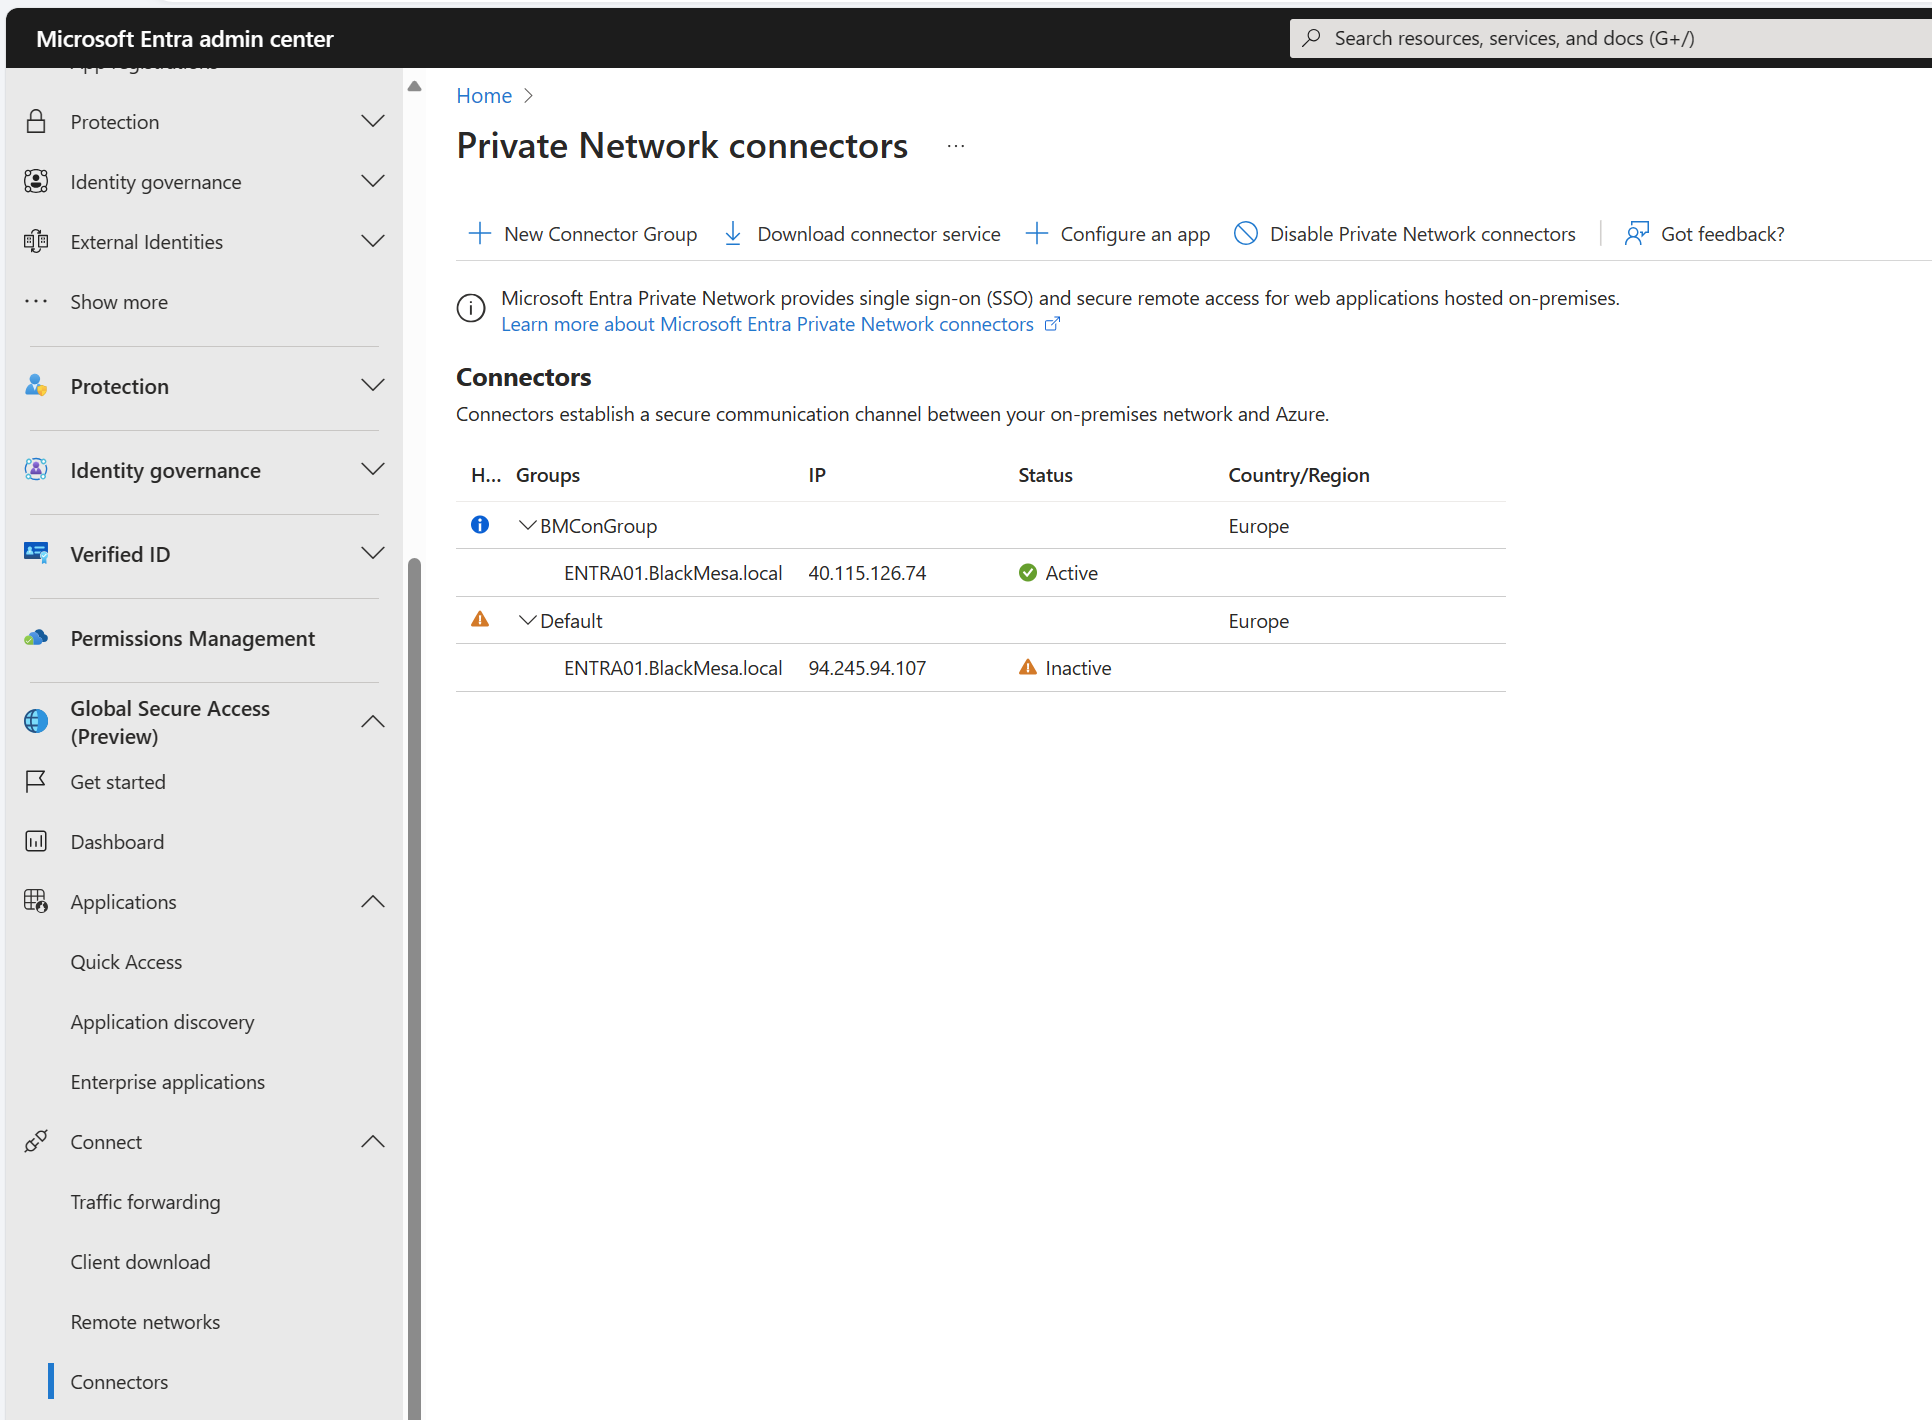 Microsoft Entra admin center
Search resources, services, and docs (G+/)
App registrations
Protection
Identity governance
External Identities
Show more
Protection
Identity governance
Verified ID
Permissions Management
Global Secure Access
(Preview)
Get started
Dashboard
Applications
Quick Access
Application discovery
Enterprise applications
Connect
Traffic forwarding
Client download
Remote networks
Connectors
Home
Private Network connectors
New Connector Group
Download connector service
Configure an app
Disable Private Network connectors
Got feedback?
Microsoft Entra Private Network provides single sign-on (SSO) and secure remote access for web applications hosted on-premises.
Learn more about Microsoft Entra Private Network connectors
Connectors
Connectors establish a secure communication channel between your on-premises network and Azure.
H... Groups IP Status Country/Region
BMConGroup Europe
ENTRA01.BlackMesa.local 40.115.126.74 Active
Default Europe
ENTRA01.BlackMesa.local 94.245.94.107 Inactive